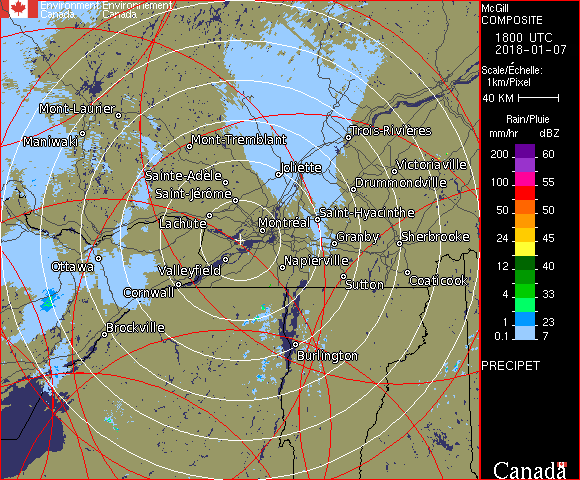 Environment Environnement
Canada Canada
McGill
COMPOSITE
1800 UTC
2018-01-07
Scale/Échelle:
1km/Pixel
40 KM
Rain/Pluie
mm/hr dBZ
200 60
100 55
50 50
24 45
12 40
4 33
1 23
0.1 7
PRECIPET
Canada
Mont-Laurier
Maniwaki
Mont-Tremblant
Trois-Rivières
Sainte-Adèle
Joliette
Victoriaville
Saint-Jérôme
Drummondville
Lachute
Montréal
Saint-Hyacinthe
Granby
Sherbrooke
Ottawa
Valleyfield
Napierville
Cornwall
Sutton
Coaticook
Brockville
Burlington